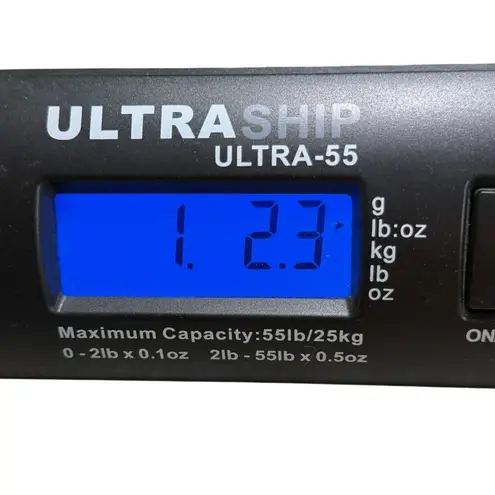 ULTRASHIP
ULTRA-55
1. 2.3
g
lb:oz
kg
lb
oz
Maximum Capacity:55lb/25kg
0 - 2lb x 0.1oz 2lb - 55lb x 0.5oz